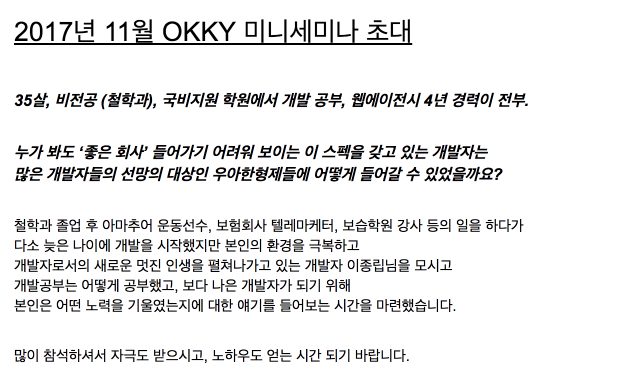 2017년 11월 OKKY 미니세미나 초대
35살, 비전공 (철학과), 국비지원 학원에서 개발 공부, 웹에이전시 4년 경력이 전부.
누가 봐도 ‘좋은 회사’ 들어가기 어려워 보이는 이 스펙을 갖고 있는 개발자는
많은 개발자들의 선망의 대상인 우아한형제들에 어떻게 들어갈 수 있었을까요?
철학과 졸업 후 아마추어 운동선수, 보험회사 텔레마케터, 보습학원 강사 등의 일을 하다가
다소 늦은 나이에 개발을 시작했지만 본인의 환경을 극복하고
개발자로서의 새로운 멋진 인생을 펼쳐나가고 있는 개발자 이종립님을 모시고
개발공부는 어떻게 공부했고, 보다 나은 개발자가 되기 위해
본인은 어떤 노력을 기울였는지에 대한 얘기를 들어보는 시간을 마련했습니다.
많이 참석하셔서 자극도 받으시고, 노하우도 얻는 시간 되기 바랍니다.